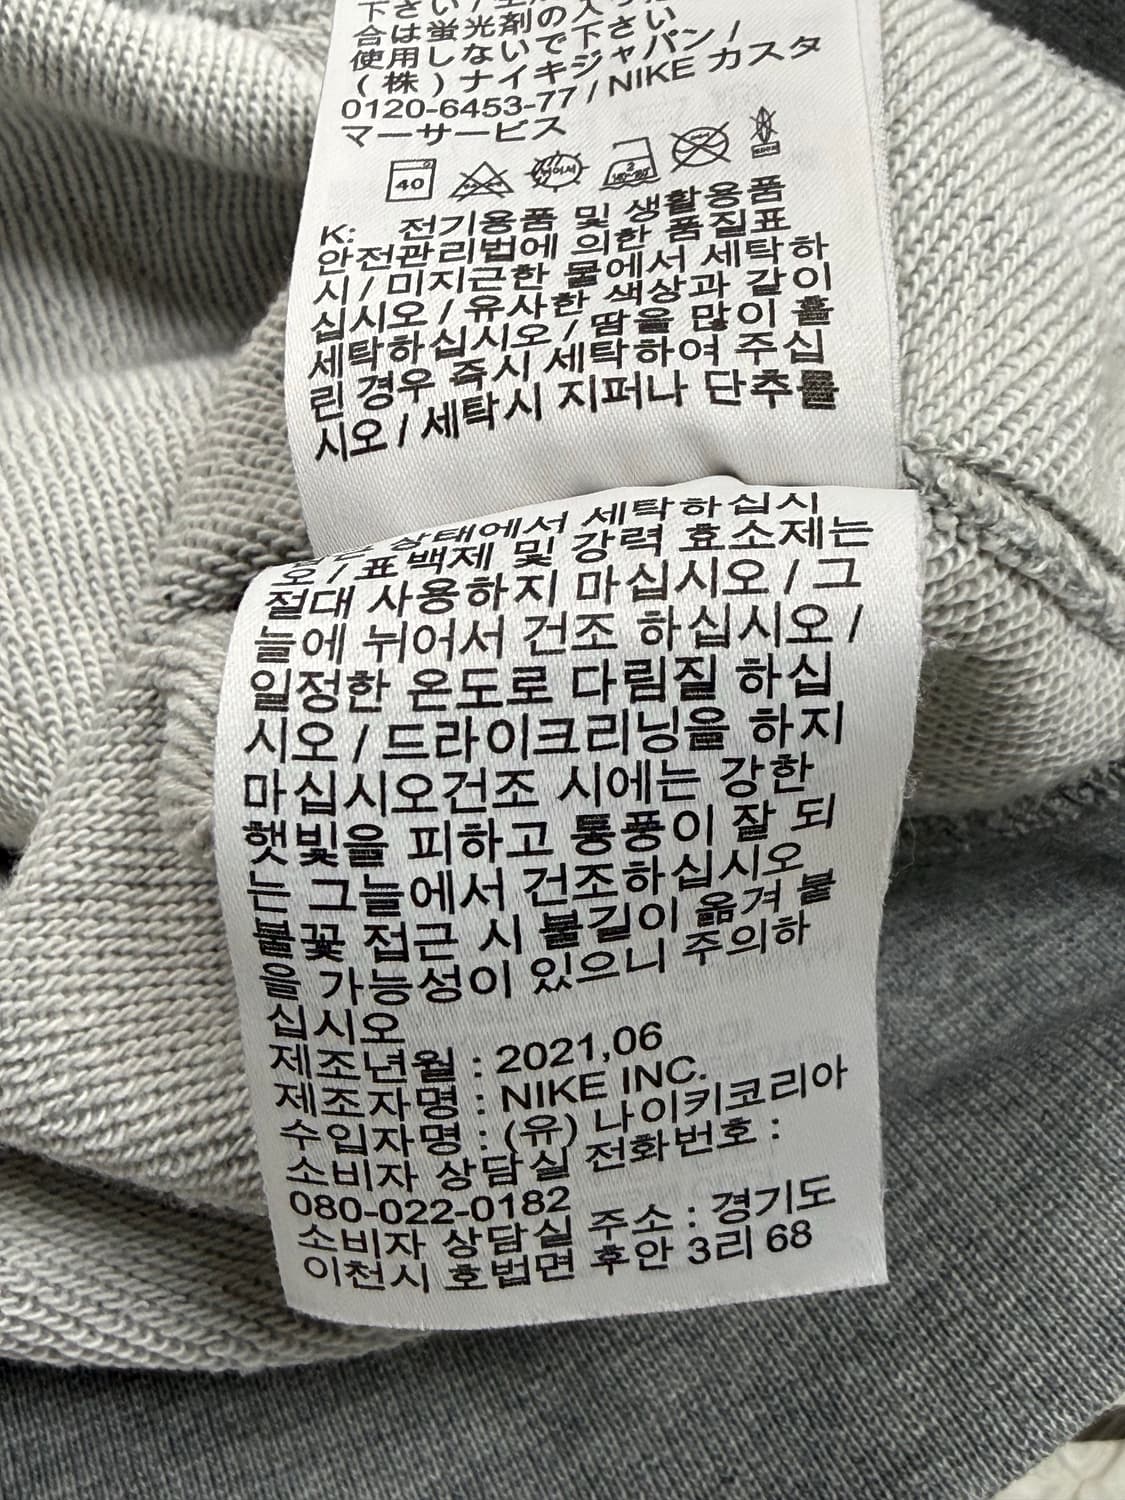 合は蛍光剤の入
使用しないで下さい
(株)ナイキジャパン /
0120-6453-77 / NIKE カスタ
マーサービス
40
K: 전기용품 및 생활용품
안전관리법에 의한 품질표
시 / 미지근한 물에서 세탁하
십시오 / 유사한 색상과 같이
세탁하십시오 / 땀을 많이 흘
린 경우 즉시 세탁하여 주십
시오 / 세탁시 지퍼나 단추를
상태에서 세탁하십시
오 / 표백제 및 강력 효소제는
절대 사용하지 마십시오 / 그
늘에 뉘어서 건조 하십시오 /
일정한 온도로 다림질 하십
시오 / 드라이크리닝을 하지
마십시오건조 시에는 강한
햇빛을 피하고 통풍이 잘 되
는 그늘에서 건조하십시오
불꽃 접근 시 불길이 옮겨 붙
을 가능성이 있으니 주의하
십시오
제조년월 : 2021,06
제조자명 : NIKE INC.
수입자명 : (유) 나이키코리아
소비자 상담실 전화번호 :
080-022-0182
소비자 상담실 주소 : 경기도
이천시 호법면 후안 3리 68